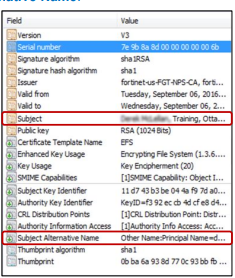 ative Name.
Field Value
Version V3
Serial number 7e 9b 8a 8d 00 00 00 00 00 6b
Signature algorithm sha1RSA
Signature hash algorithm sha1
Issuer fortinet-us-FGT-NPS-CA, forti...
Valid from Tuesday, September 06, 2016...
Valid to Wednesday, September 06, 2...
Subject Training, Otta...
Public key RSA (1024 Bits)
Certificate Template Name EFS
Enhanced Key Usage Encrypting File System (1.3.6....
Key Usage Key Encipherment (20)
SMIME Capabilities [1]SMIME Capability: Object I...
Subject Key Identifier 11 d7 43 b3 be 04 4a f9 7d a0...
Authority Key Identifier KeyID=f3 92 ec cb 4d cf e8 d4...
CRL Distribution Points [1]CRL Distribution Point: Distr...
Authority Information Access [1]Authority Info Access: Acc...
Subject Alternative Name Other Name:Principal Name=d...
Thumbprint algorithm sha1
Thumbprint 0b ba 6a 93 8d 77 0c 93 bb fb ...